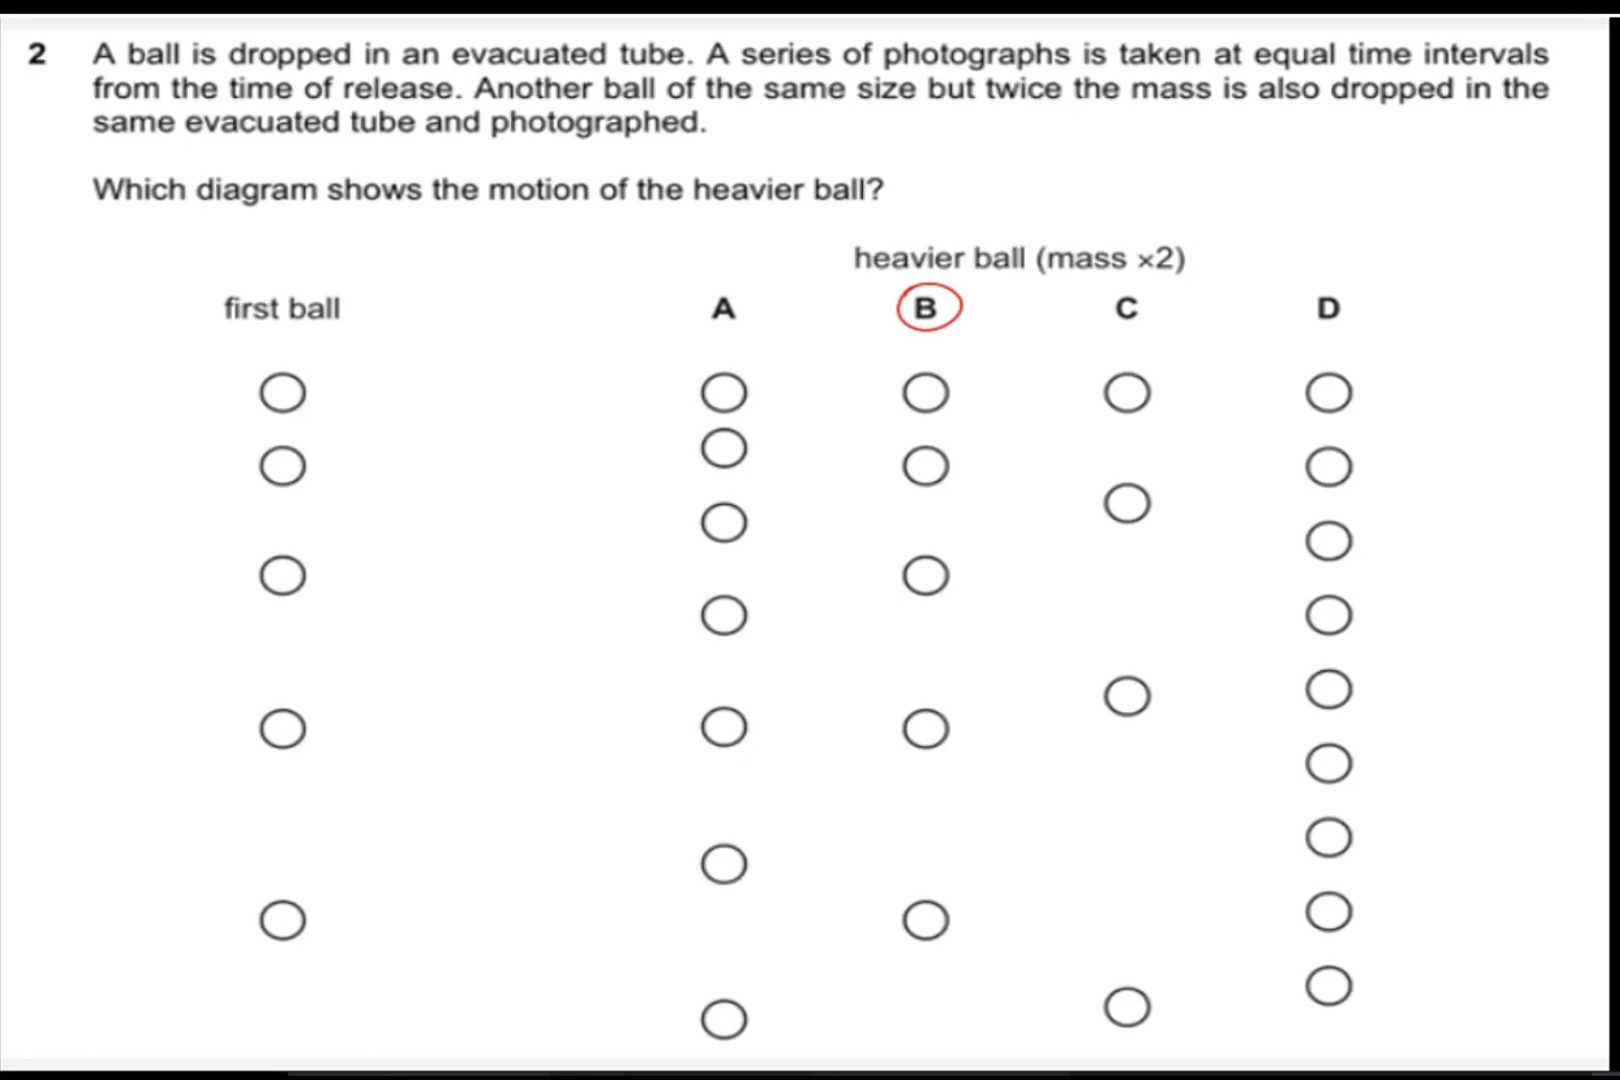 2 A ball is dropped in an evacuated tube. A series of photographs is taken at equal time intervals
from the time of release. Another ball of the same size but twice the mass is also dropped in the
same evacuated tube and photographed.
Which diagram shows the motion of the heavier ball?
heavier ball (mass ×2)
first ball A B C D